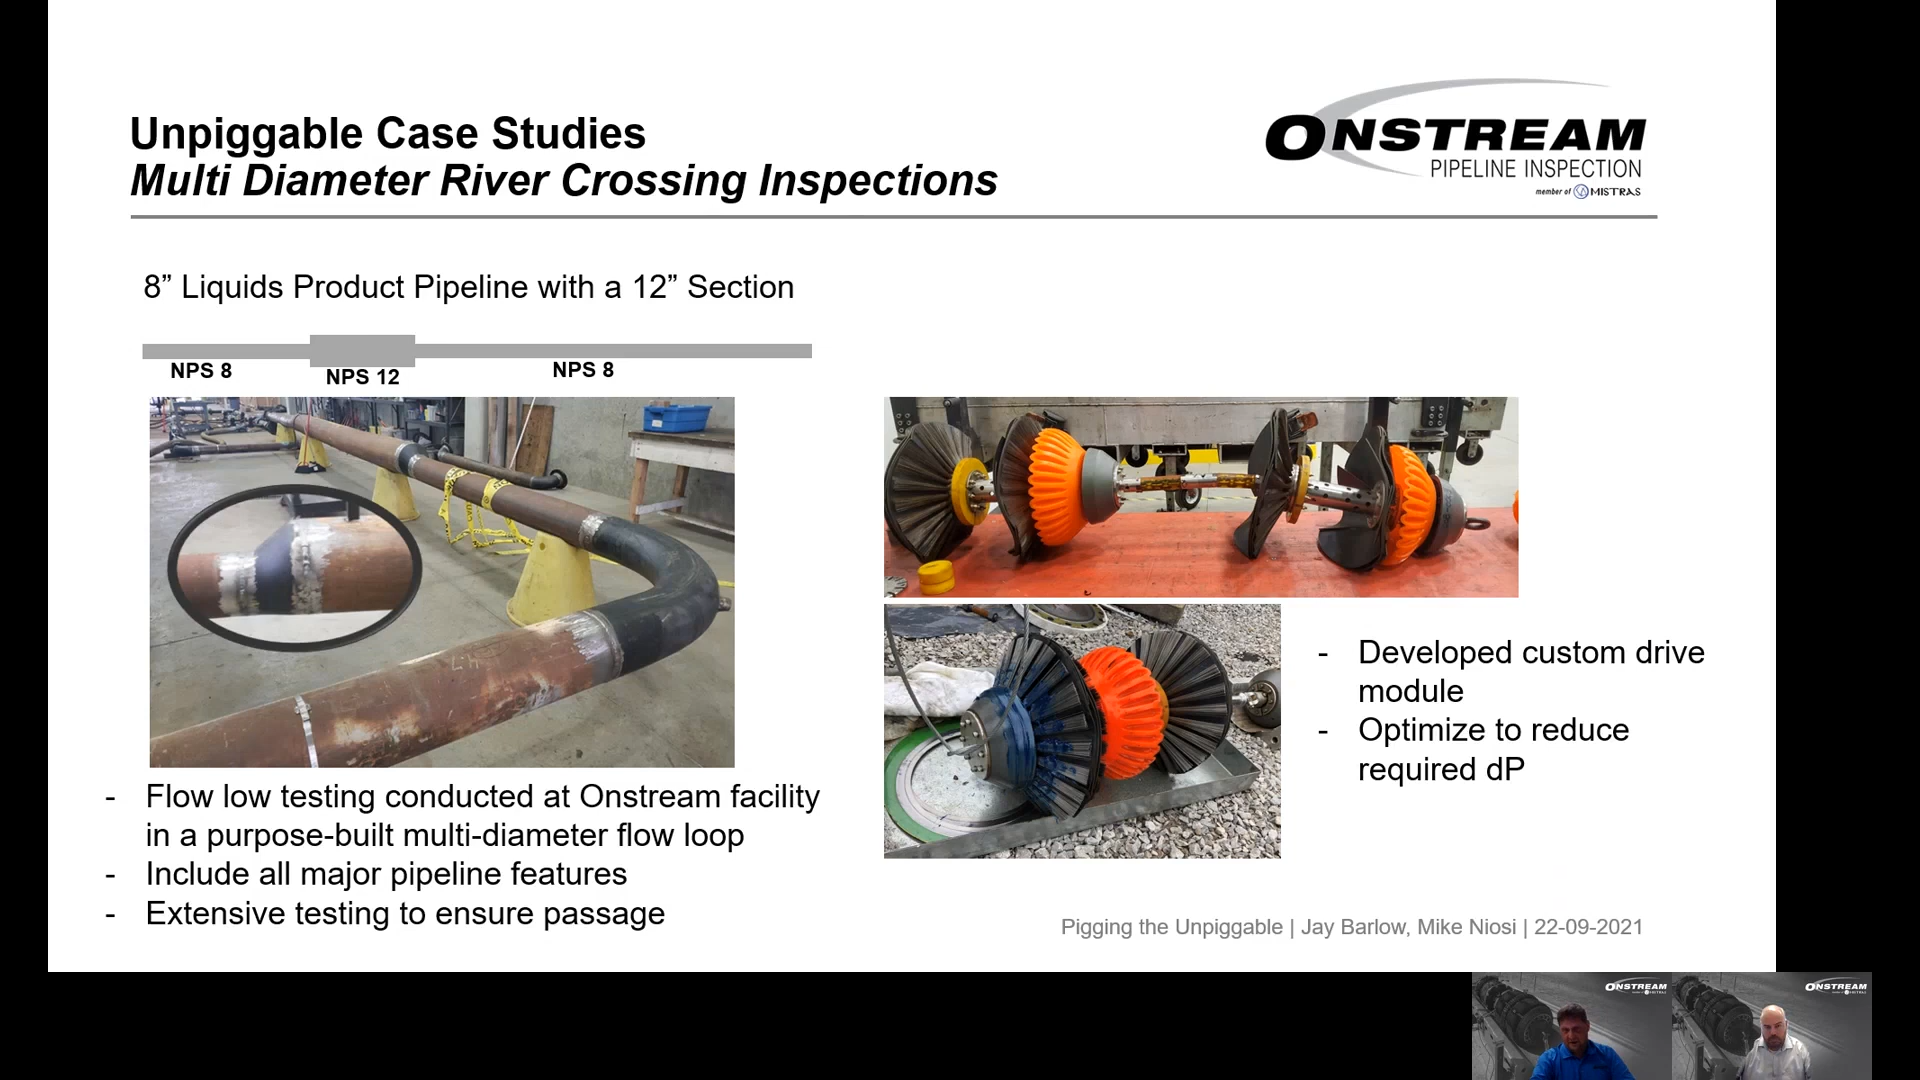 Unpiggable Case Studies
Multi Diameter River Crossing Inspections
ONSTREAM
PIPELINE INSPECTION
member of MISTRAS
8” Liquids Product Pipeline with a 12” Section
NPS 8
NPS 12
NPS 8
- Flow low testing conducted at Onstream facility
in a purpose-built multi-diameter flow loop
- Include all major pipeline features
- Extensive testing to ensure passage
- Developed custom drive
module
- Optimize to reduce
required dP
Pigging the Unpiggable | Jay Barlow, Mike Niosi | 22-09-2021
ONSTREAM
ONSTREAM